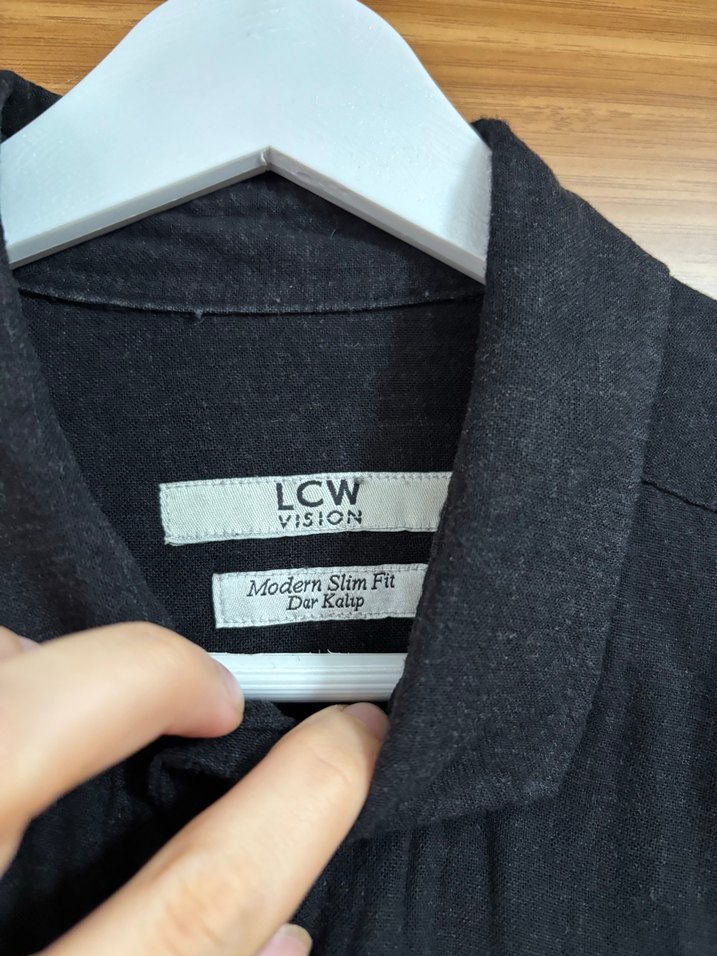 LCW
VISION
Modern Slim Fit
Dar Kalıp